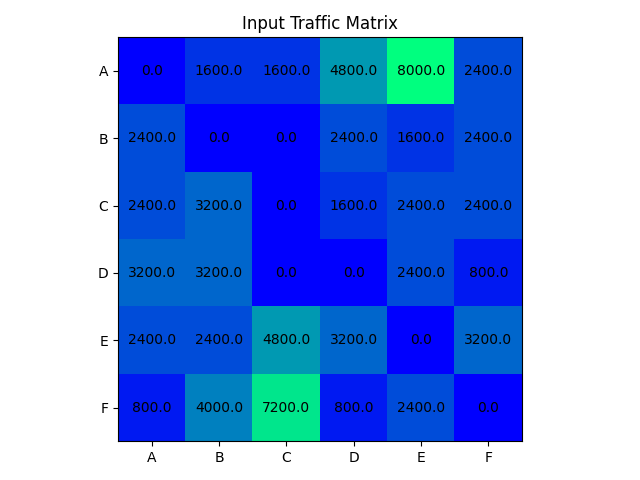 Input Traffic Matrix
A 0.0 1600.0 1600.0 4800.0 8000.0 2400.0
B 2400.0 0.0 0.0 2400.0 1600.0 2400.0
C 2400.0 3200.0 0.0 1600.0 2400.0 2400.0
D 3200.0 3200.0 0.0 0.0 2400.0 800.0
E 2400.0 2400.0 4800.0 3200.0 0.0 3200.0
F 800.0 4000.0 7200.0 800.0 2400.0 0.0
A B C D E F